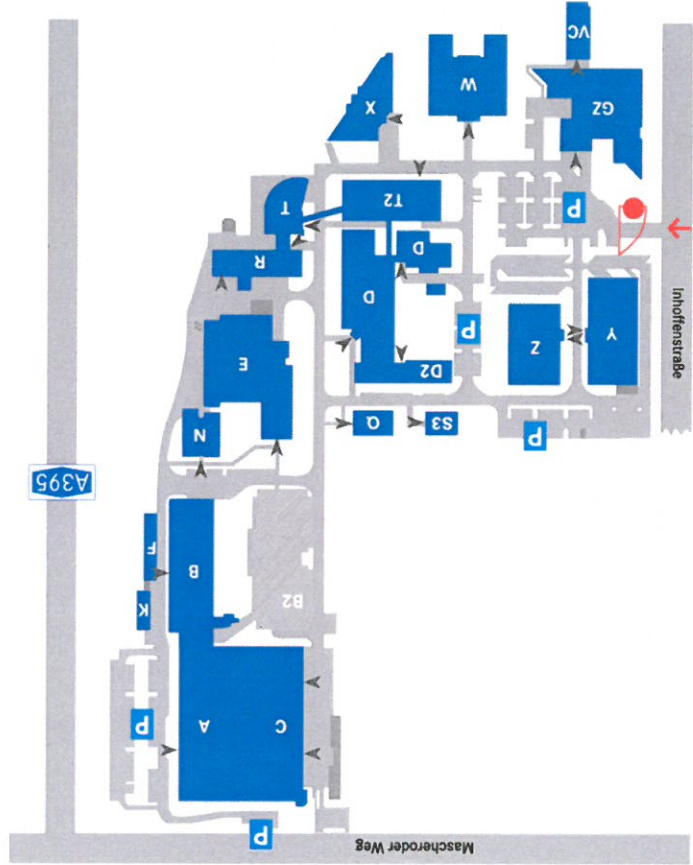 Mascheroder Weg
P
C
A
P
K
B2
B
F
A395
P
N
S3
Q
D2
E
Inhoffenstraße
Y
Z
P
D
R
D
P
T2
T
GZ
X
W
VC